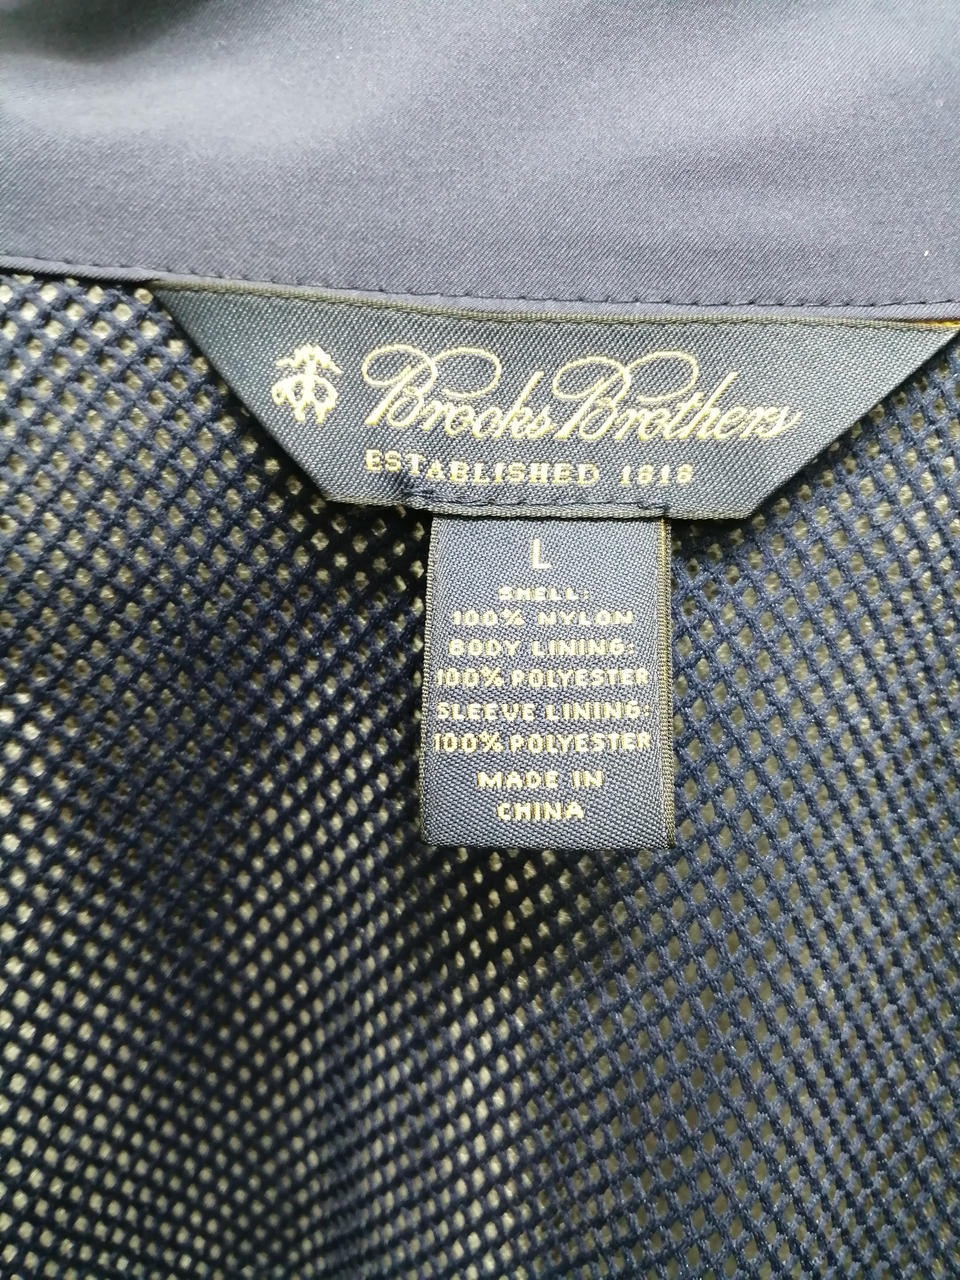 Brooks Brothers
ESTABLISHED 1818
L
SHELL:
100% NYLON
BODY LINING:
100% POLYESTER
SLEEVE LINING:
100% POLYESTER
MADE IN
CHINA